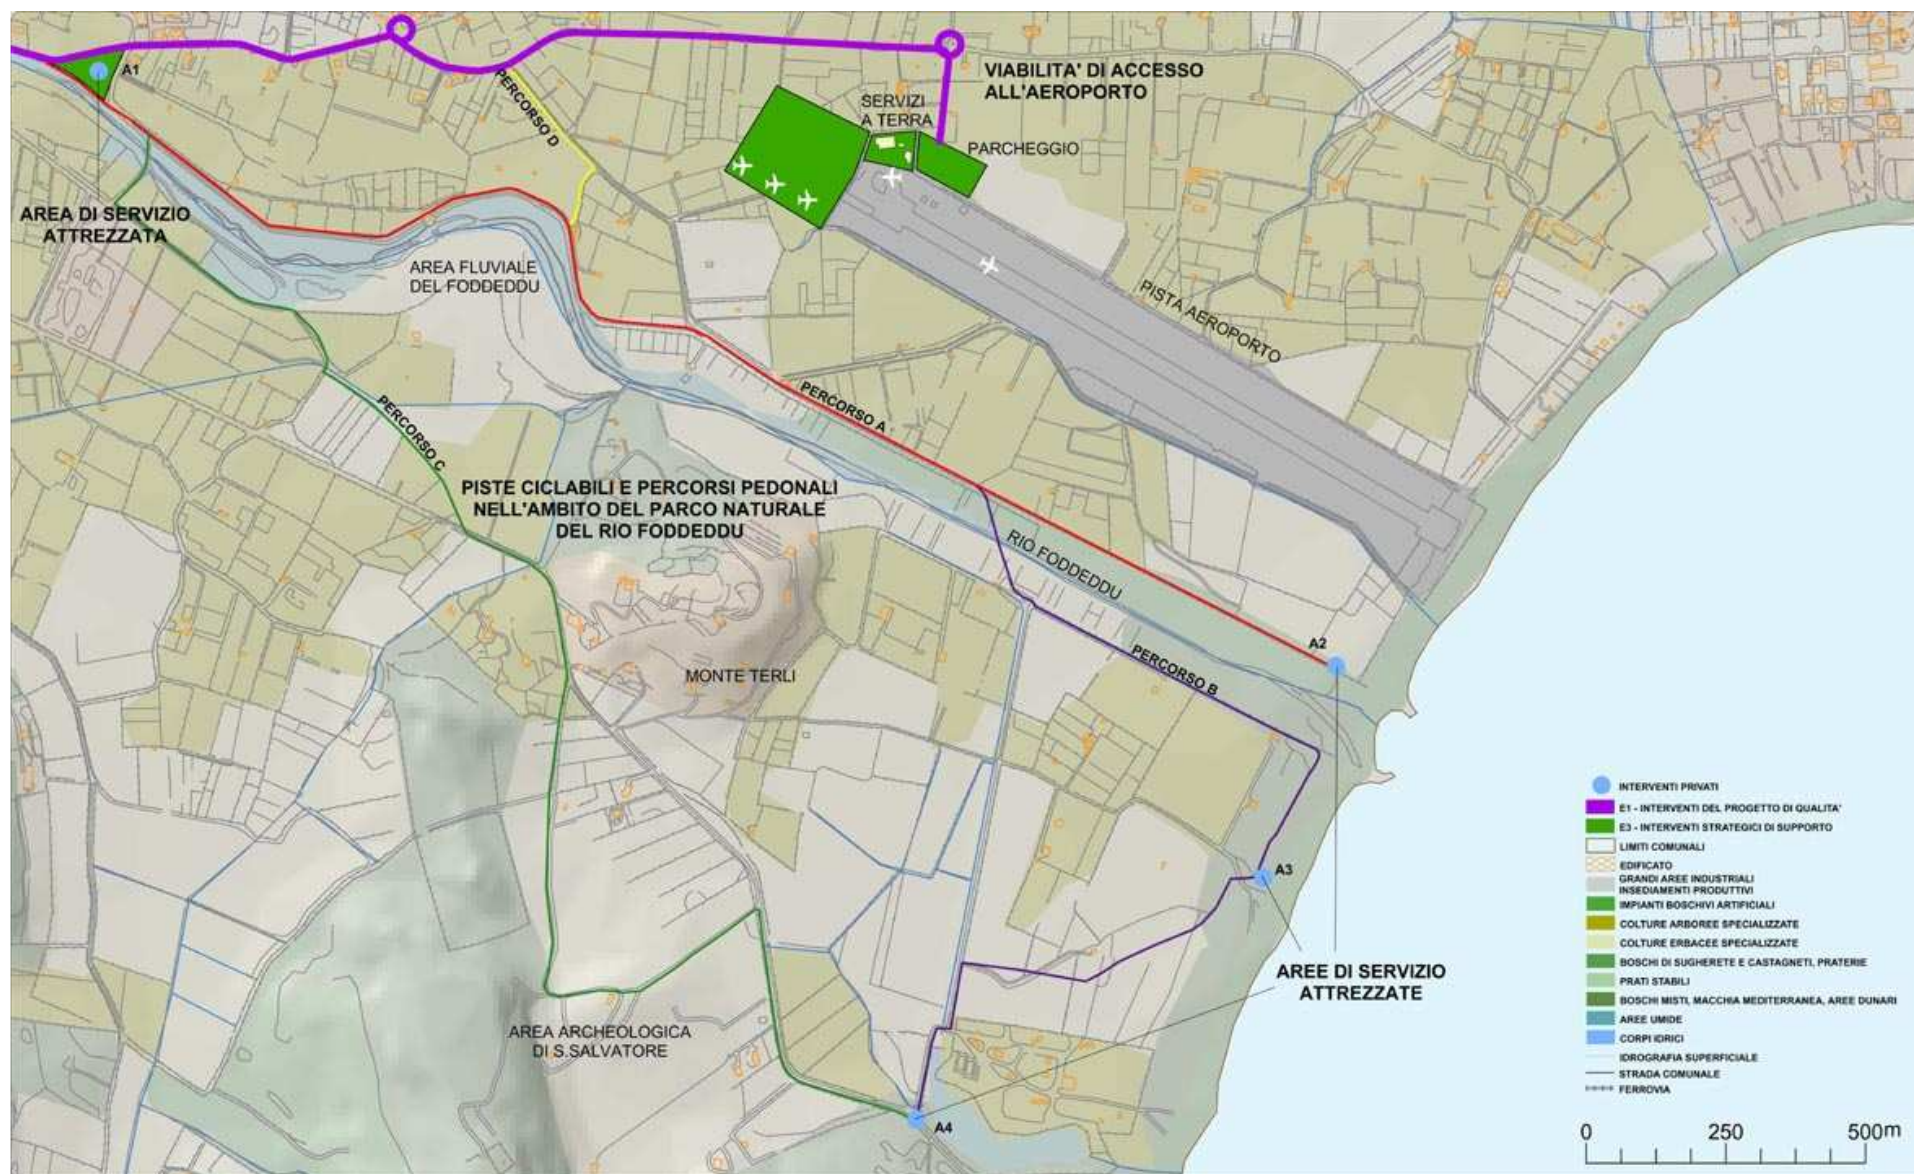 A1
PERCORSO D
VIABILITA' DI ACCESSO
ALL'AEROPORTO
SERVIZI
A TERRA
PARCHEGGIO
AREA DI SERVIZIO
ATTREZZATA
AREA FLUVIALE
DEL FODDEDDU
PISTA AEROPORTO
PERCORSO A
PERCORSO C
PISTE CICLABILI E PERCORSI PEDONALI
NELL'AMBITO DEL PARCO NATURALE
DEL RIO FODDEDDU
RIO FODDEDDU
A2
PERCORSO B
MONTE TERLI
A3
AREE DI SERVIZIO
ATTREZZATE
AREA ARCHEOLOGICA
DI S.SALVATORE
A4
INTERVENTI PRIVATI
E1 - INTERVENTI DEL PROGETTO DI QUALITA'
E3 - INTERVENTI STRATEGICI DI SUPPORTO
LIMITI COMUNALI
EDIFICATO
GRANDI AREE INDUSTRIALI
INSEDIAMENTI PRODUTTIVI
IMPIANTI BOSCHIVI ARTIFICIALI
COLTURE ARBOREE SPECIALIZZATE
COLTURE ERBACEE SPECIALIZZATE
BOSCHI DI SUGHERETE E CASTAGNETI, PRATERIE
PRATI STABILI
BOSCHI MISTI, MACCHIA MEDITERRANEA, AREE DUNARI
AREE UMIDE
CORPI IDRICI
IDROGRAFIA SUPERFICIALE
STRADA COMUNALE
FERROVIA
0 250 500m